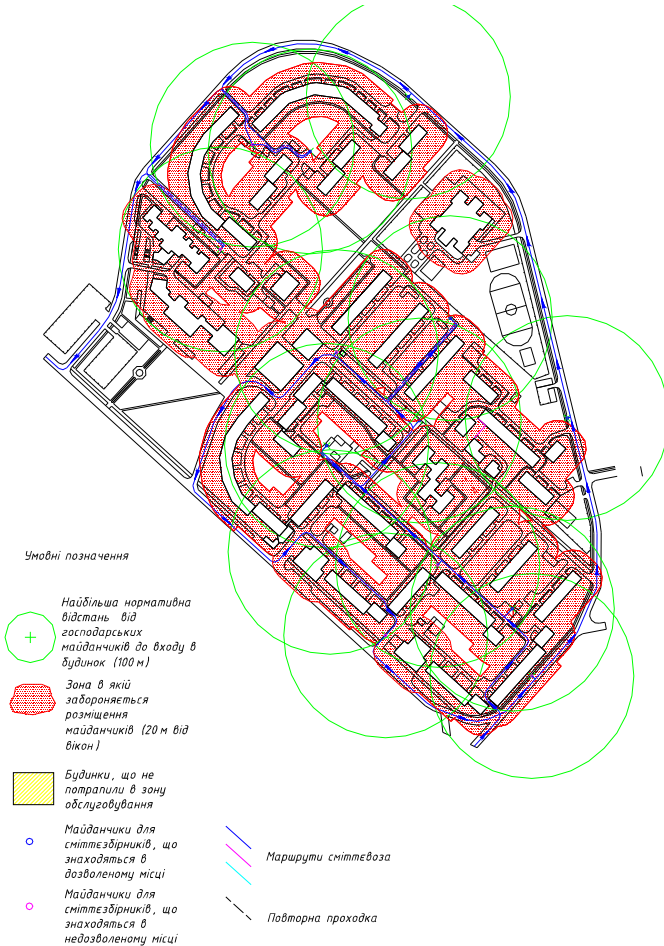 Умовні позначення
Найбільша нормативна
відстань від
господарських
майданчиків до входу в
будинок (100 м)
Зона в якій
забороняється
розміщення
майданчиків (20 м від
вікон)
Будинки, що не
потрапили в зону
обслуговування
Майданчики для
сміттєзбірників, що
знаходяться в
дозволеному місці
Майданчики для
сміттєзбірників, що
знаходяться в
недозволеному місці
Маршрути сміттєвоза
Повторна проходка